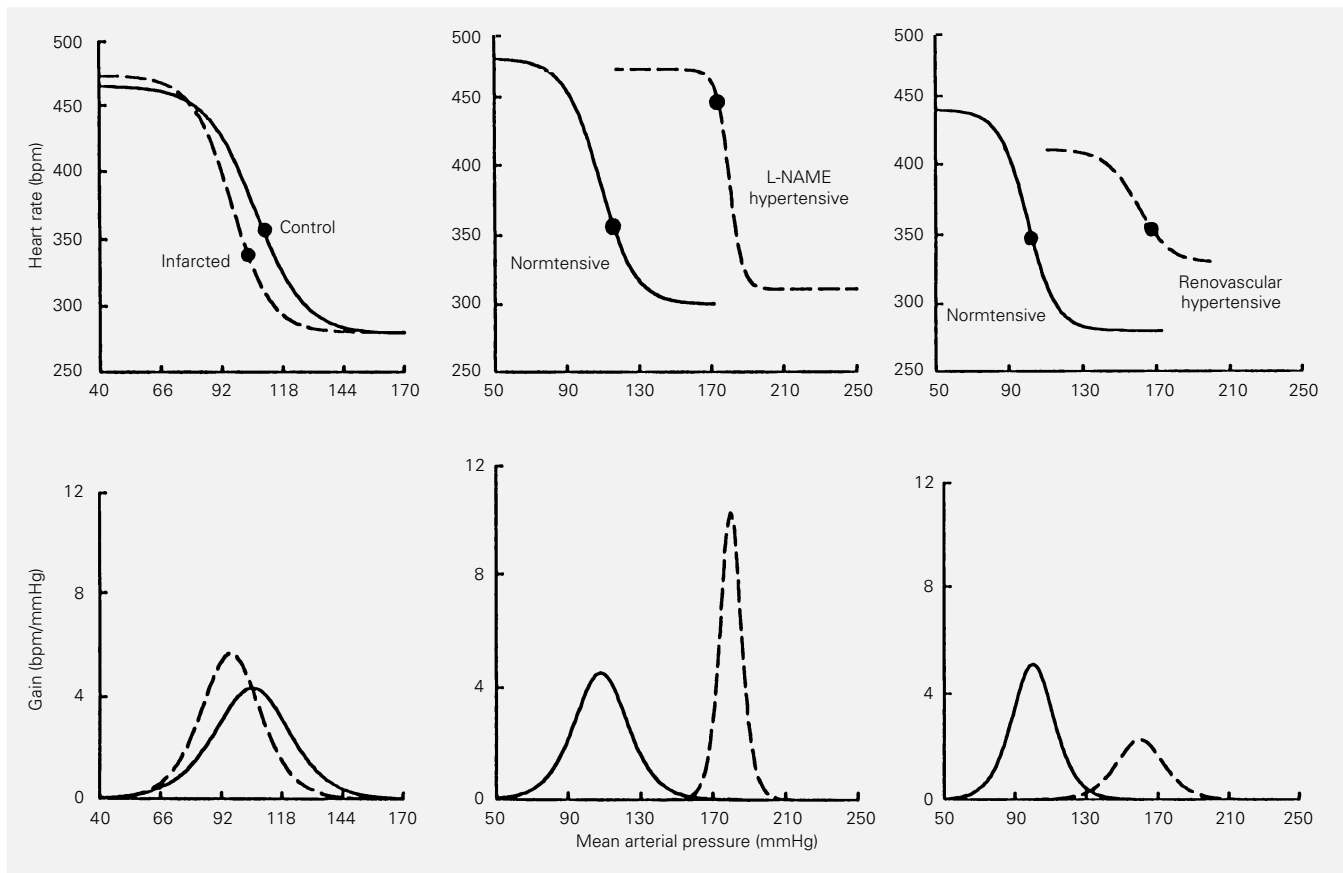 500
450
400
350
300
250
Heart rate (bpm)
Control
Infarcted
40 66 92 118 144 170
500
450
400
350
300
250
L-NAME
hypertensive
Normtensive
50 90 130 170 210 250
500
450
400
350
300
250
Renovascular
hypertensive
Normtensive
50 90 130 170 210 250
12
8
4
0
Gain (bpm/mmHg)
40 66 92 118 144 170
12
8
4
0
50 90 130 170 210 250
12
8
4
0
50 90 130 170 210 250
Mean arterial pressure (mmHg)